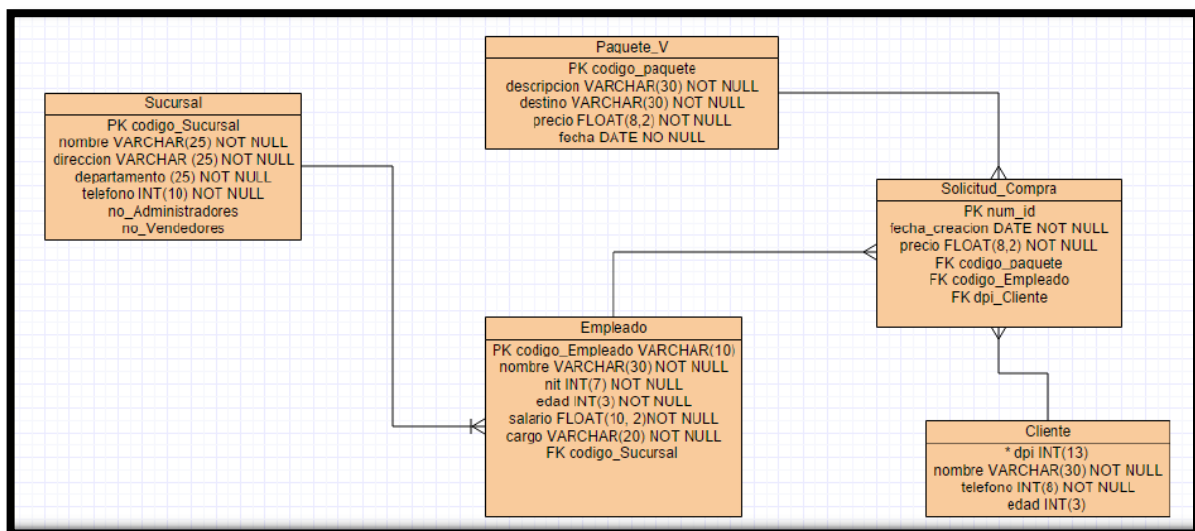 Paquete_V
PK codigo_paquete
descripcion VARCHAR(30) NOT NULL
destino VARCHAR(30) NOT NULL
precio FLOAT(8,2) NOT NULL
fecha DATE NO NULL
Sucursal
PK codigo_Sucursal
nombre VARCHAR(25) NOT NULL
direccion VARCHAR (25) NOT NULL
departamento (25) NOT NULL
telefono INT(10) NOT NULL
no_Administradores
no_Vendedores
Solicitud_Compra
PK num_id
fecha_creacion DATE NOT NULL
precio FLOAT(8,2) NOT NULL
FK codigo_paquete
FK codigo_Empleado
FK dpi_Cliente
Empleado
PK codigo_Empleado VARCHAR(10)
nombre VARCHAR(30) NOT NULL
nit INT(7) NOT NULL
edad INT(3) NOT NULL
salario FLOAT(10, 2)NOT NULL
cargo VARCHAR(20) NOT NULL
FK codigo_Sucursal
Cliente
* dpi INT(13)
nombre VARCHAR(30) NOT NULL
telefono INT(8) NOT NULL
edad INT(3)